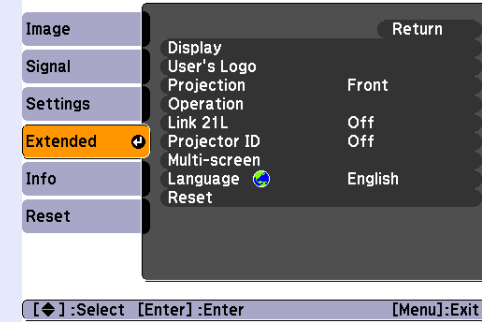 Image
Signal
Settings
Extended
Info
Reset
Return
Display
User's Logo
Projection Front
Operation
Link 21L Off
Projector ID Off
Multi-screen
Language English
Reset
[◆] :Select [Enter] :Enter [Menu]:Exit